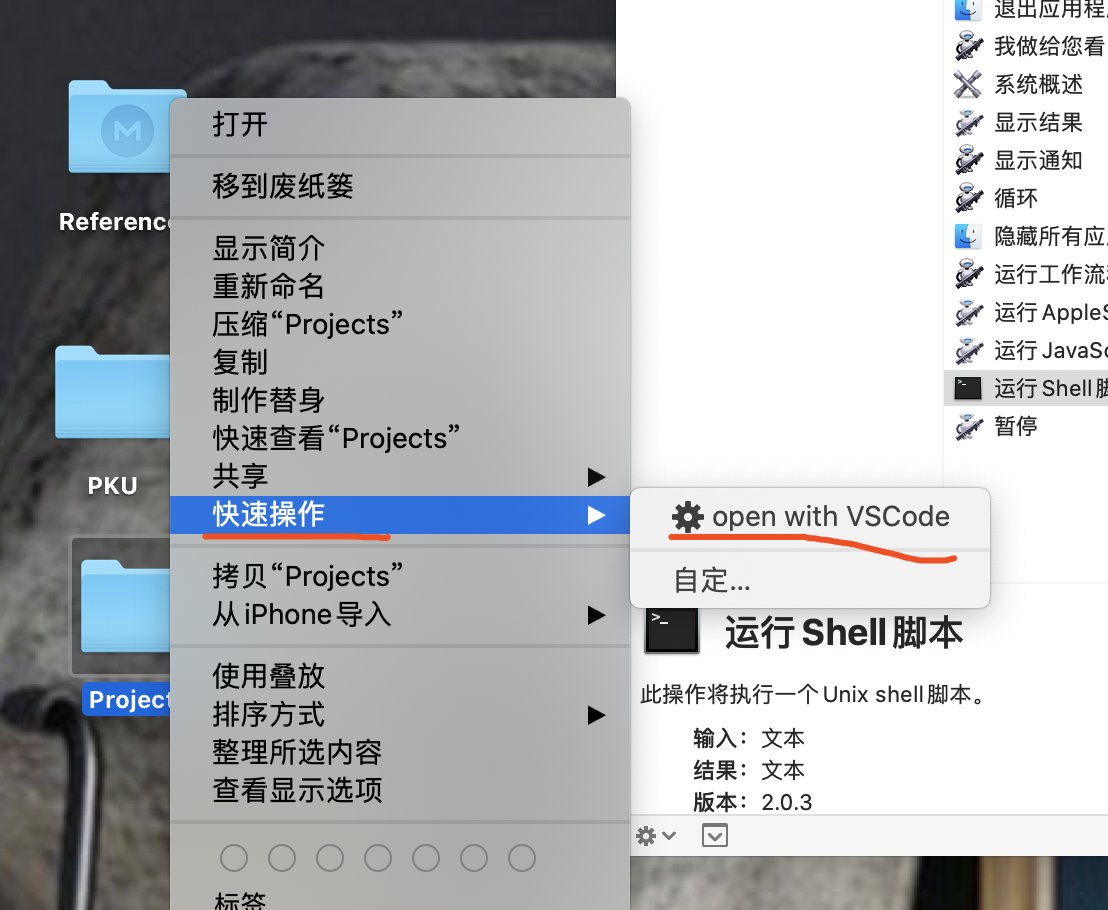 Referenc
PKU
Project
打开
移到废纸篓
显示简介
重新命名
压缩“Projects”
复制
制作替身
快速查看“Projects”
共享
快速操作
拷贝“Projects”
从 iPhone 导入
使用叠放
排序方式
整理所选内容
查看显示选项
标签
open with VSCode
自定...
退出应用程
我做给您看
系统概述
显示结果
显示通知
循环
隐藏所有应
运行工作流
运行 AppleS
运行 JavaSc
运行 Shell 脚
暂停
运行 Shell 脚本
此操作将执行一个 Unix shell 脚本。
输入： 文本
结果： 文本
版本： 2.0.3